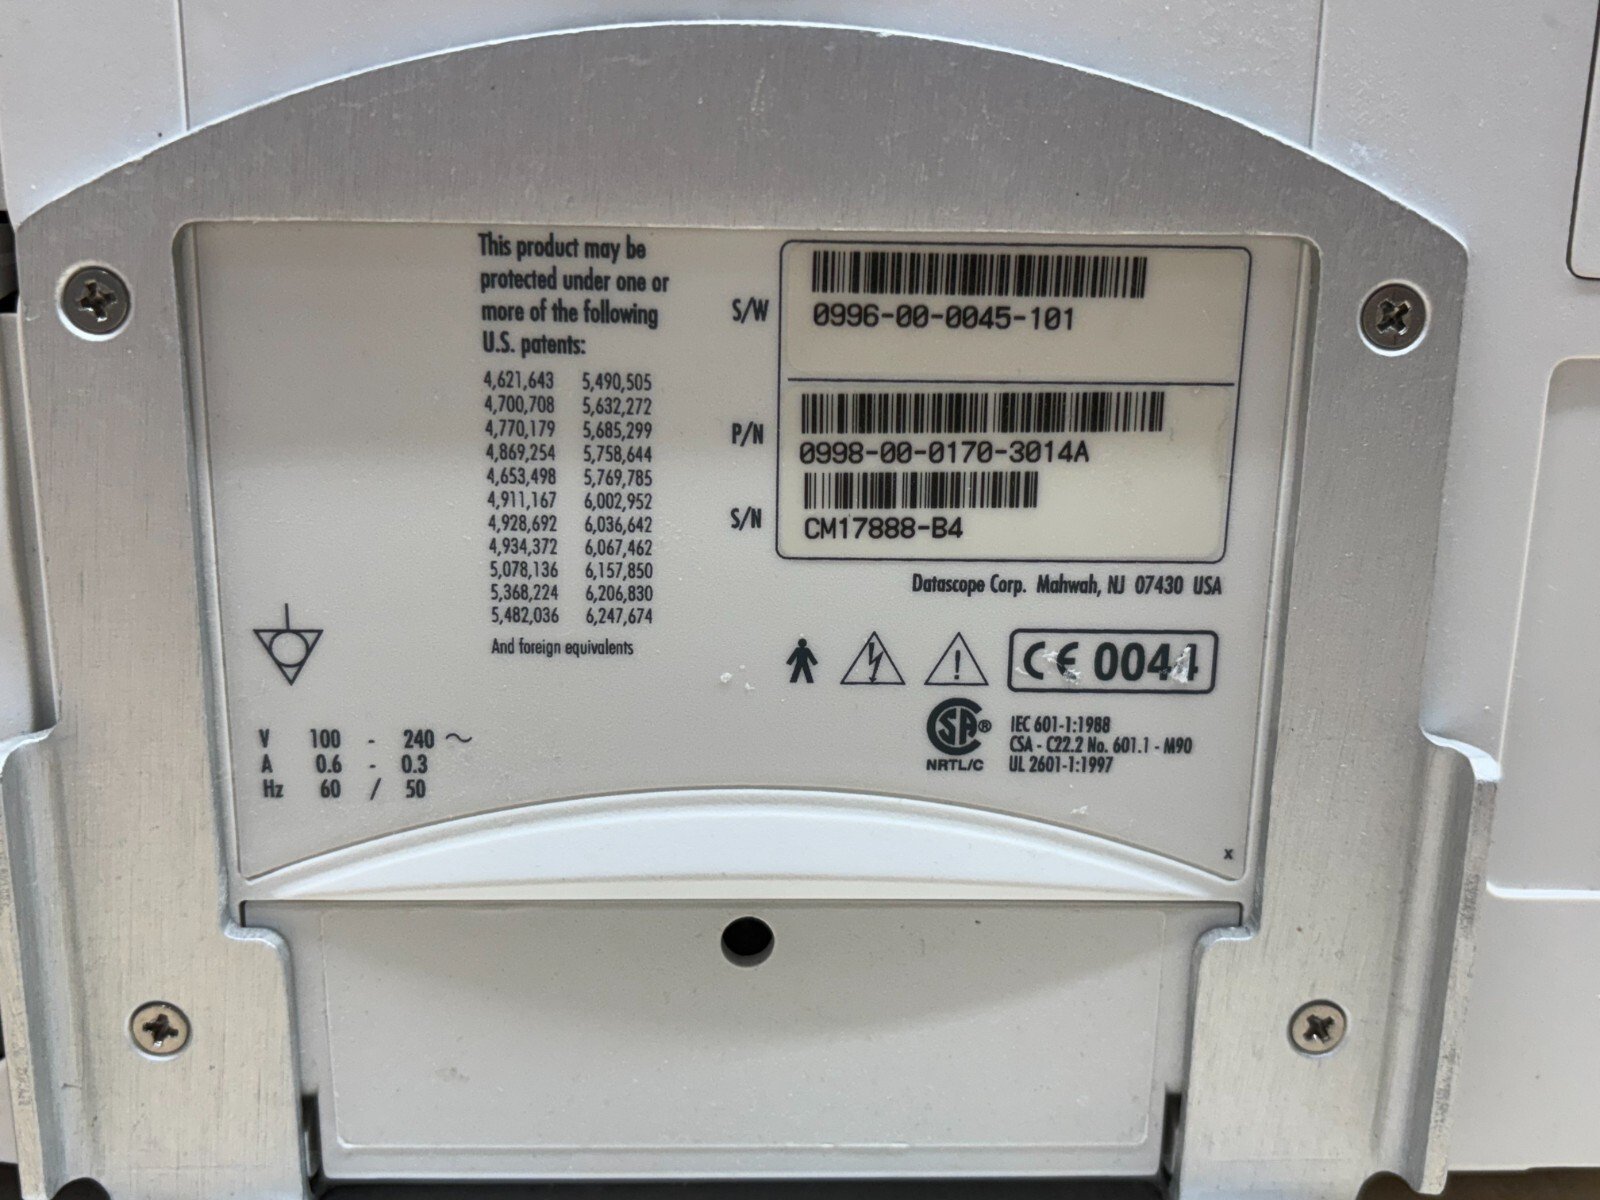 This product may be
protected under one or
more of the following
U.S. patents:
4,621,643 5,490,505
4,700,708 5,632,272
4,770,179 5,685,299
4,869,254 5,758,644
4,653,498 5,769,785
4,911,167 6,002,952
4,928,692 6,036,642
4,934,372 6,067,462
5,078,136 6,157,850
5,368,224 6,206,830
5,482,036 6,247,674
And foreign equivalents
S/W 0996-00-0045-101
P/N 0998-00-0170-3014A
S/N CM17888-B4
Datascope Corp. Mahwah, NJ 07430 USA
CE 0044
CSA®
NRTL/C
IEC 601-1:1988
CSA - C22.2 No. 601.1 - M90
UL 2601-1:1997
V 100 - 240 ~
A 0.6 - 0.3
Hz 60 / 50
x